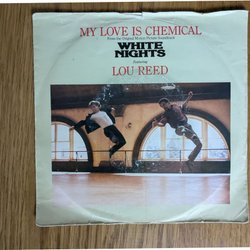 MY LOVE IS CHEMICAL
From the Original Motion Picture Soundtrack
WHITE
NIGHTS
Featuring
LOU REED